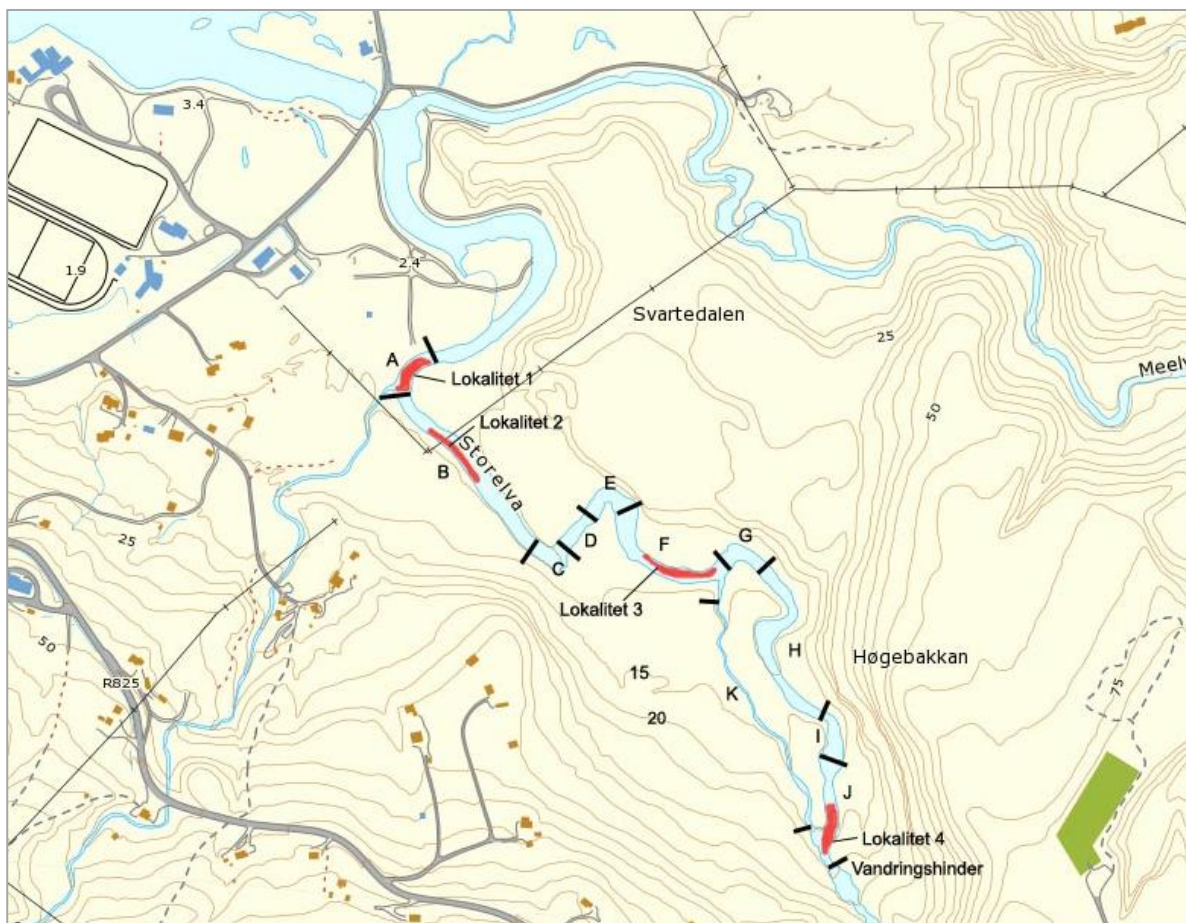 3.4
1.9
2.4
Svartedalen
25
Meelv
A
Lokalitet 1
Lokalitet 2
B
Storelva
50
E
D
C
F
G
Lokalitet 3
25
50
R825
15
20
K
H
Høgebakkan
75
I
J
Lokalitet 4
Vandringshinder